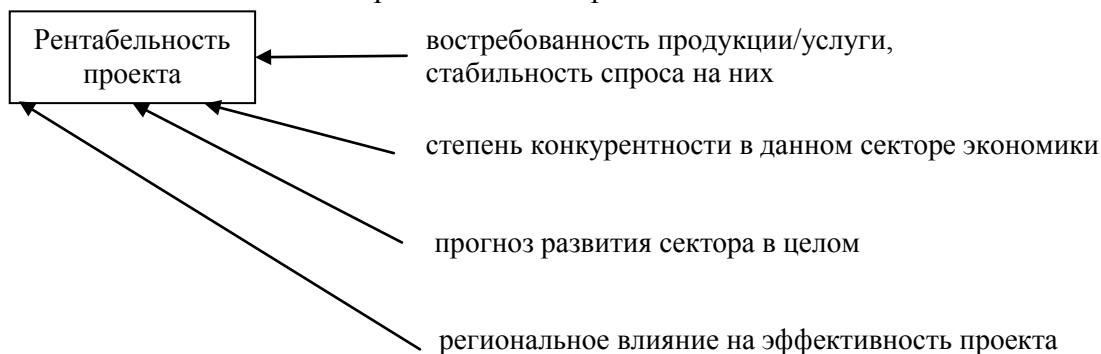 Рентабельность
проекта
востребованность продукции/услуги,
стабильность спроса на них
степень конкурентности в данном секторе экономики
прогноз развития сектора в целом
региональное влияние на эффективность проекта